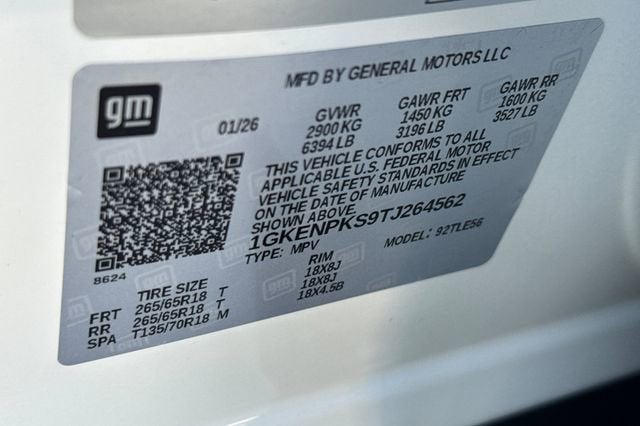 gm
MFD BY GENERAL MOTORS LLC
01/26
GVWR GAWR FRT GAWR RR
2900 KG 1450 KG 1600 KG
6394 LB 3196 LB 3527 LB
THIS VEHICLE CONFORMS TO ALL
APPLICABLE U.S. FEDERAL MOTOR
VEHICLE SAFETY STANDARDS IN EFFECT
ON THE DATE OF MANUFACTURE
SHOWN ABOVE.
1GKENPKS9TJ264562
TYPE: MPV MODEL: 92TLE56
8624
TIRE SIZE RIM
FRT 265/65R18 T 18X8J
RR 265/65R18 T 18X8J
SPA T135/70R18 M 18X4.5B